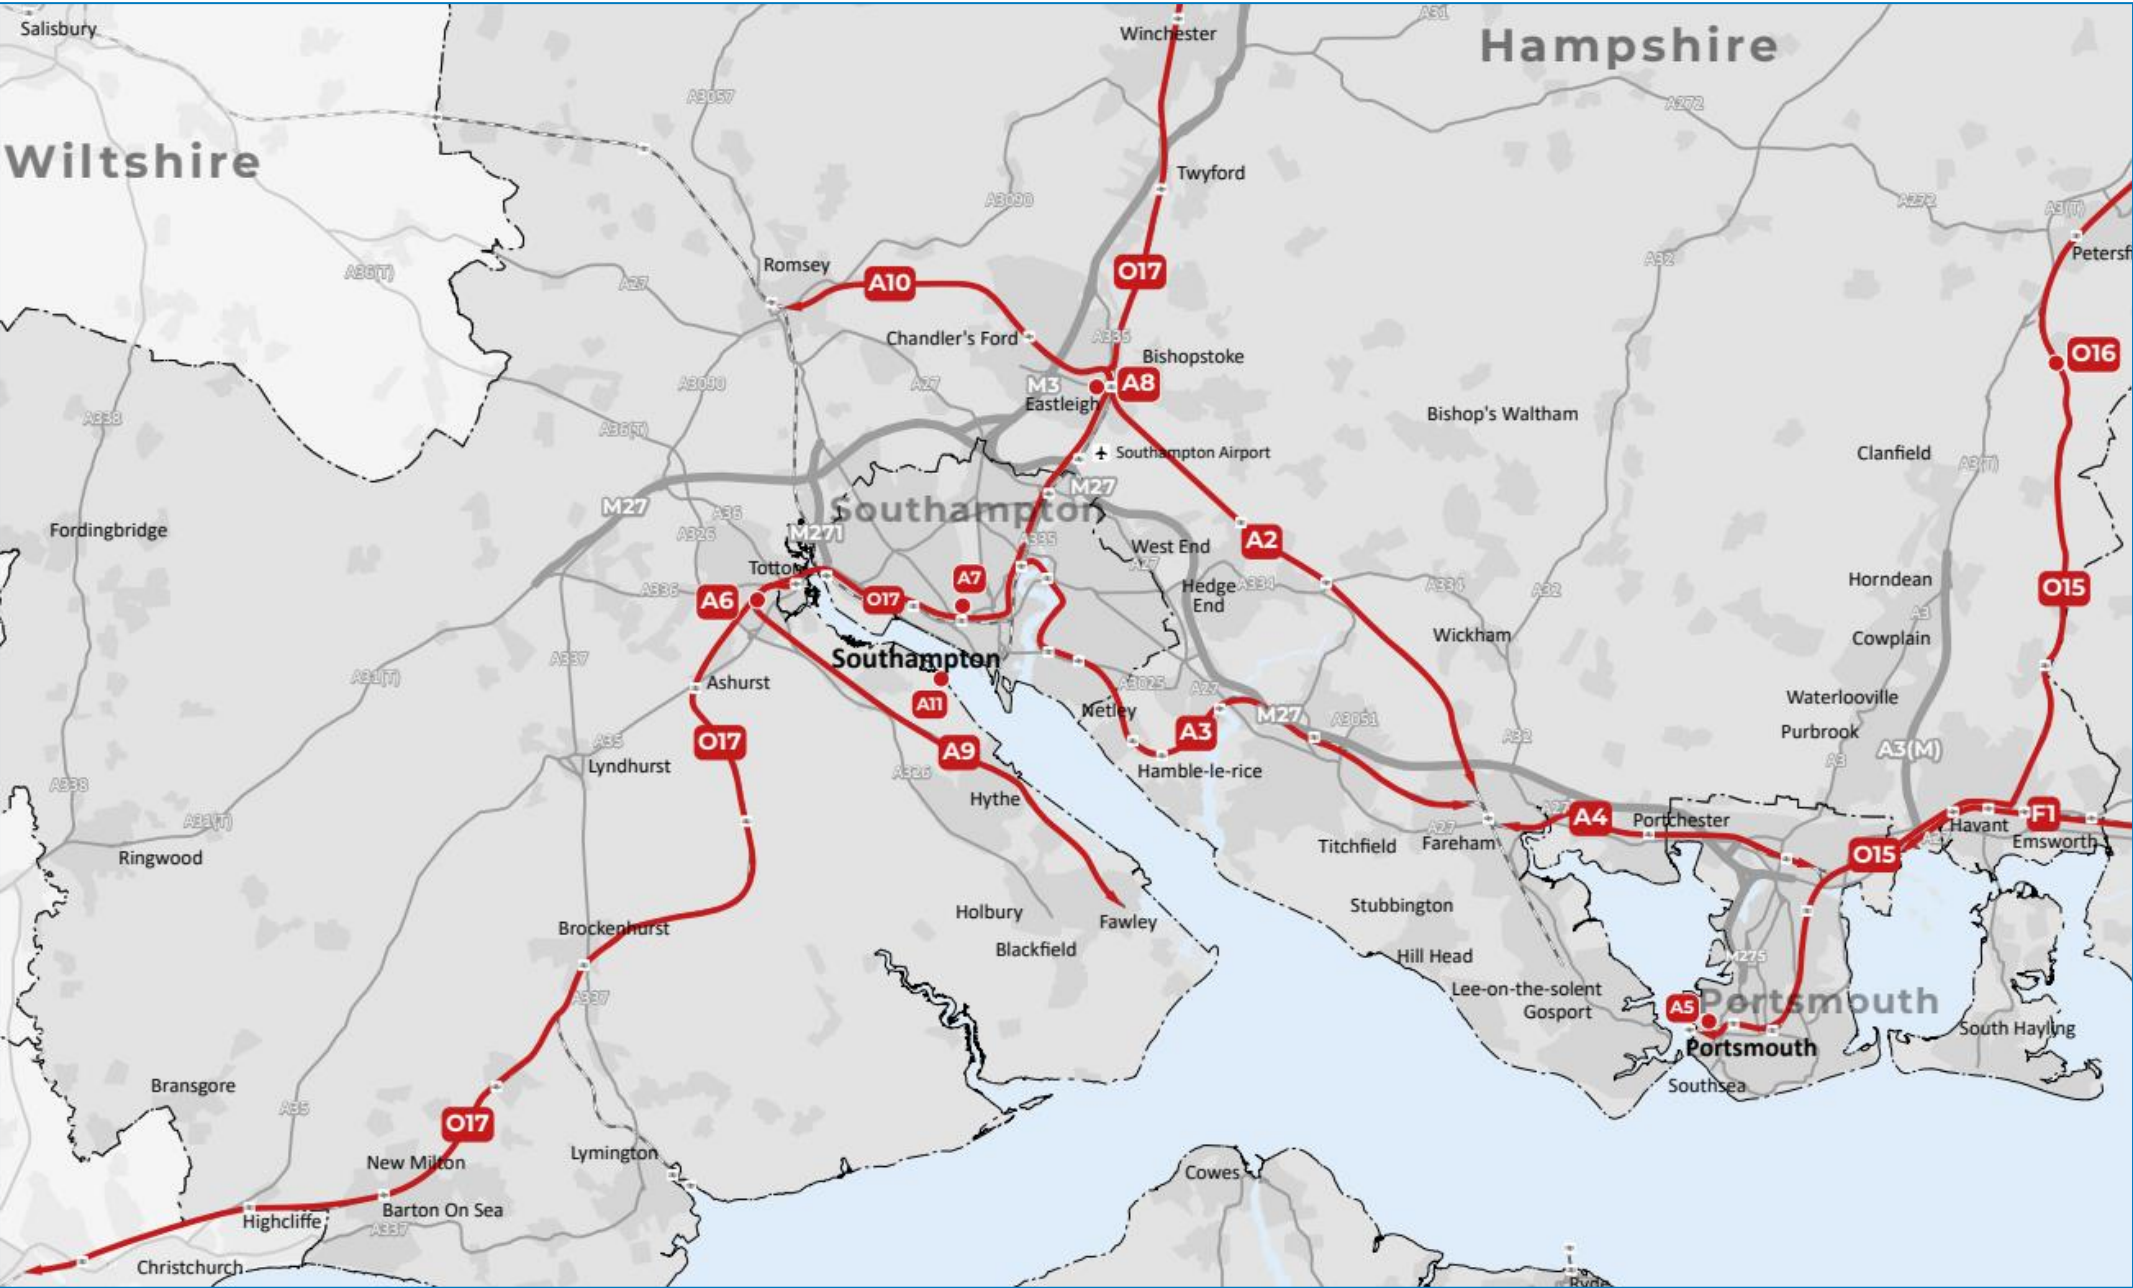 Salisbury
Winchester
A31
Hampshire
A3057
A272
Wiltshire
Twyford
A3090
A272
A3(T)
Petersf
Romsey
A36(T)
A27
A10
O17
A32
Chandler's Ford
A335
Bishopstoke
O16
A3090
A27
M3
A8
Eastleigh
A338
A36(T)
Bishop's Waltham
Southampton Airport
Clanfield
A3(T)
M27
M27
Southampton
A36
Fordingbridge
A326
M271
A335
A2
West End
A27
Totton
A7
Horndean
A336
A6
O17
Hedge
End
A334
A334
A32
O15
A3
Wickham
Cowplain
Southampton
A337
A31(T)
Ashurst
A11
A3025
A27
Waterlooville
Netley
M27
A3051
A3
Purbrook
O17
A35
A32
A3(M)
A9
A3
Lyndhurst
A326
Hamble-le-rice
A338
Hythe
A27
A31(T)
A4
Portchester
F1
Havant
A27
A27
Titchfield
Fareham
Emsworth
Ringwood
O15
Holbury
Stubbington
Brockenhurst
Fawley
Blackfield
Hill Head
M275
Lee-on-the-solent
A337
A5
Portsmouth
Gosport
South Hayling
Portsmouth
Bransgore
Southsea
A35
O17
Lymington
New Milton
Cowes
Barton On Sea
Highcliffe
A337
Christchurch
Ryde